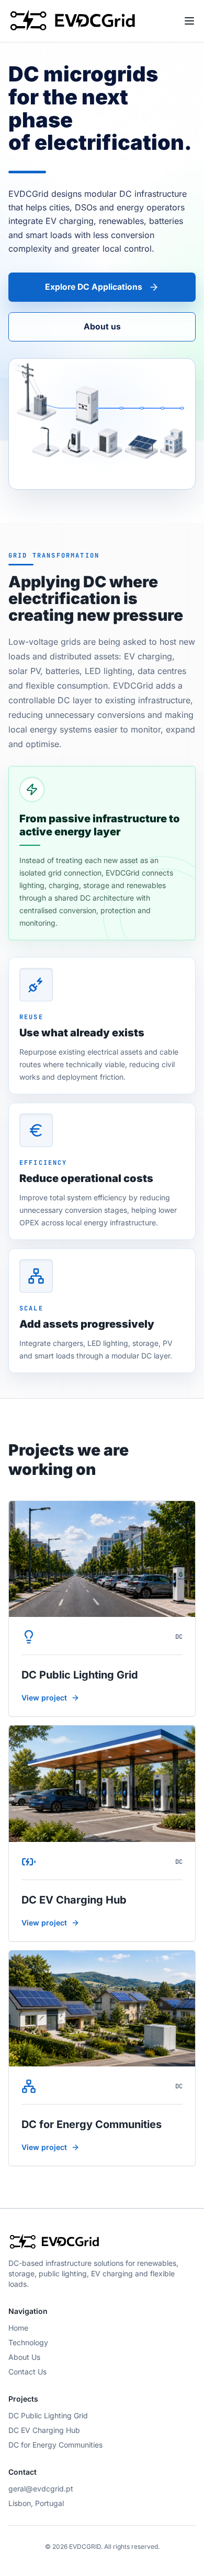 EVDCGrid
DC microgrids
for the next
phase
of electrification.
EVDCGrid designs modular DC infrastructure
that helps cities, DSOs and energy operators
integrate EV charging, renewables, batteries
and smart loads with less conversion
complexity and greater local control.
Explore DC Applications
About us
GRID TRANSFORMATION
Applying DC where
electrification is
creating new pressure
Low-voltage grids are being asked to host new
loads and distributed assets: EV charging,
solar PV, batteries, LED lighting, data centres
and flexible consumption. EVDCGrid adds a
controllable DC layer to existing infrastructure,
reducing unnecessary conversions and making
local energy systems easier to monitor, expand
and optimise.
From passive infrastructure to
active energy layer
Instead of treating each new asset as an
isolated grid connection, EVDCGrid connects
lighting, charging, storage and renewables
through a shared DC architecture with
centralised conversion, protection and
monitoring.
REUSE
Use what already exists
Repurpose existing electrical assets and cable
routes where technically viable, reducing civil
works and deployment friction.
EFFICIENCY
Reduce operational costs
Improve total system efficiency by reducing
unnecessary conversion stages, helping lower
OPEX across local energy infrastructure.
SCALE
Add assets progressively
Integrate chargers, LED lighting, storage, PV
and smart loads through a modular DC layer.
Projects we are
working on
DC
DC Public Lighting Grid
View project
DC
DC EV Charging Hub
View project
DC
DC for Energy Communities
View project
EVDCGrid
DC-based infrastructure solutions for renewables,
storage, public lighting, EV charging and flexible
loads.
Navigation
Home
Technology
About Us
Contact Us
Projects
DC Public Lighting Grid
DC EV Charging Hub
DC for Energy Communities
Contact
geral@evdcgrid.pt
Lisbon, Portugal
© 2026 EVDCGRID. All rights reserved.